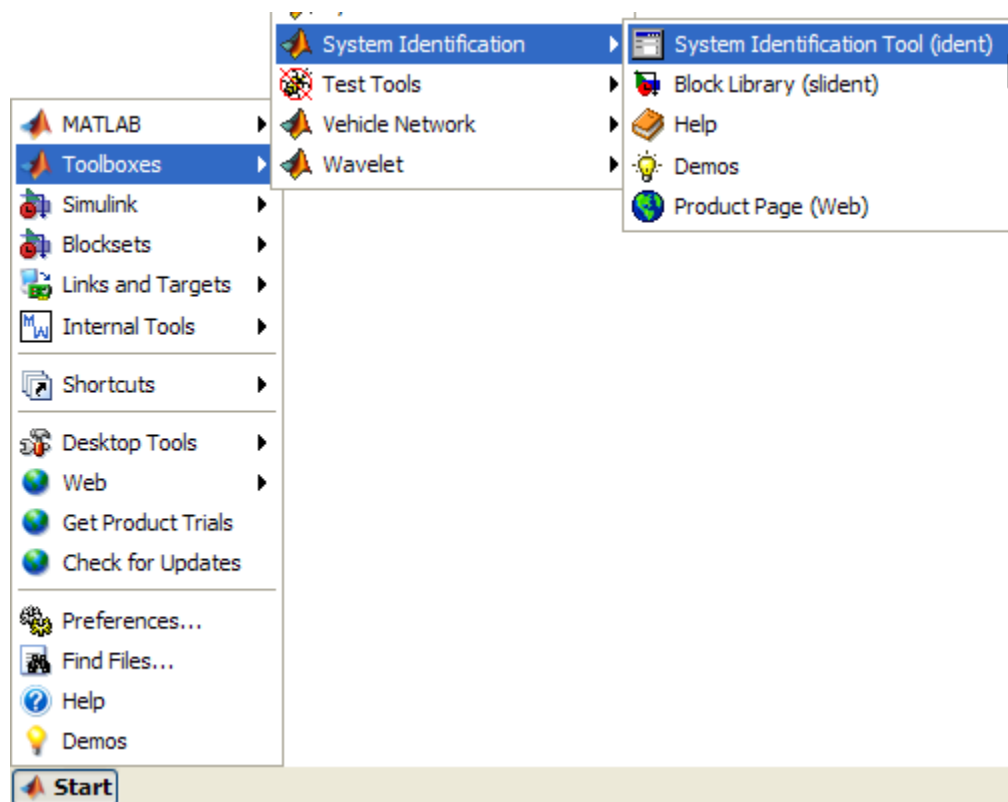 System Identification
Test Tools
Vehicle Network
Wavelet
System Identification Tool (ident)
Block Library (slident)
Help
Demos
Product Page (Web)
MATLAB
Toolboxes
Simulink
Blocksets
Links and Targets
Internal Tools
Shortcuts
Desktop Tools
Web
Get Product Trials
Check for Updates
Preferences...
Find Files...
Help
Demos
Start